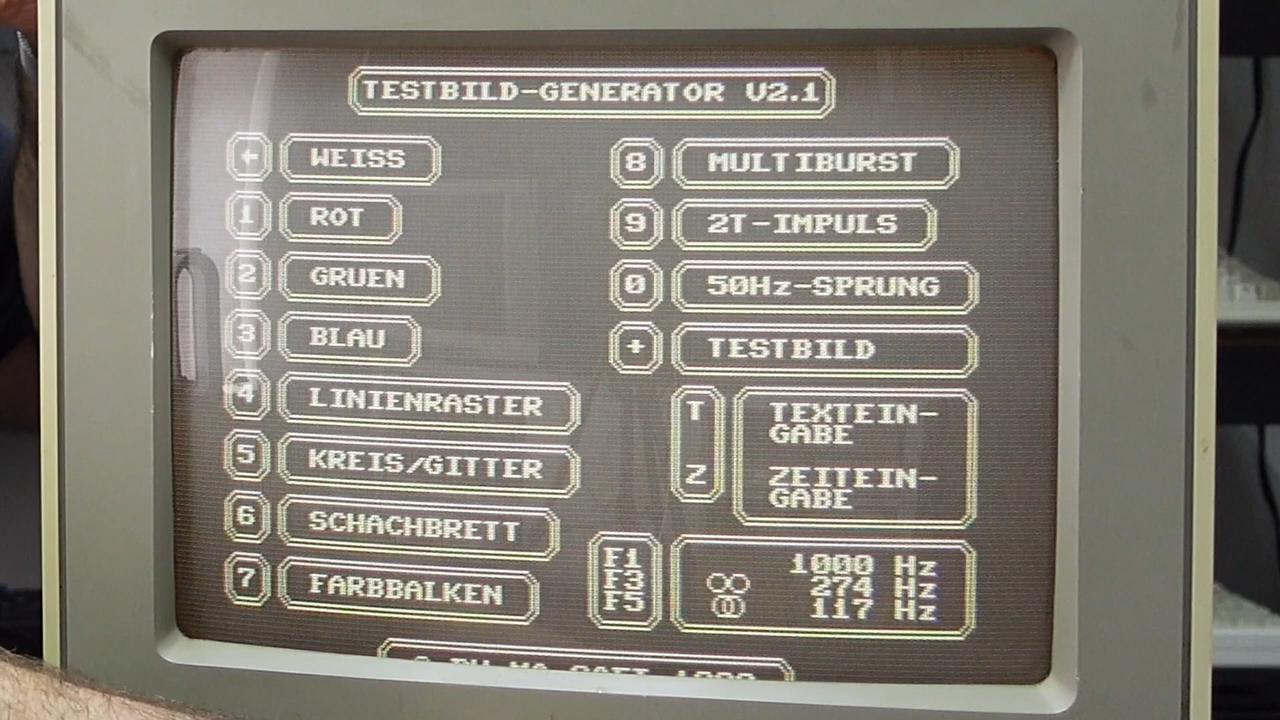 TESTBILD-GENERATOR V2.1
← WEISS
1 ROT
2 GRUEN
3 BLAU
4 LINIENRASTER
5 KREIS/GITTER
6 SCHACHBRETT
7 FARBBALKEN
8 MULTIBURST
9 2T-IMPULS
0 50Hz-SPRUNG
+ TESTBILD
T TEXTEIN-
GABE
Z ZEITEIN-
GABE
F1 1000 Hz
F3 274 Hz
F5 117 Hz